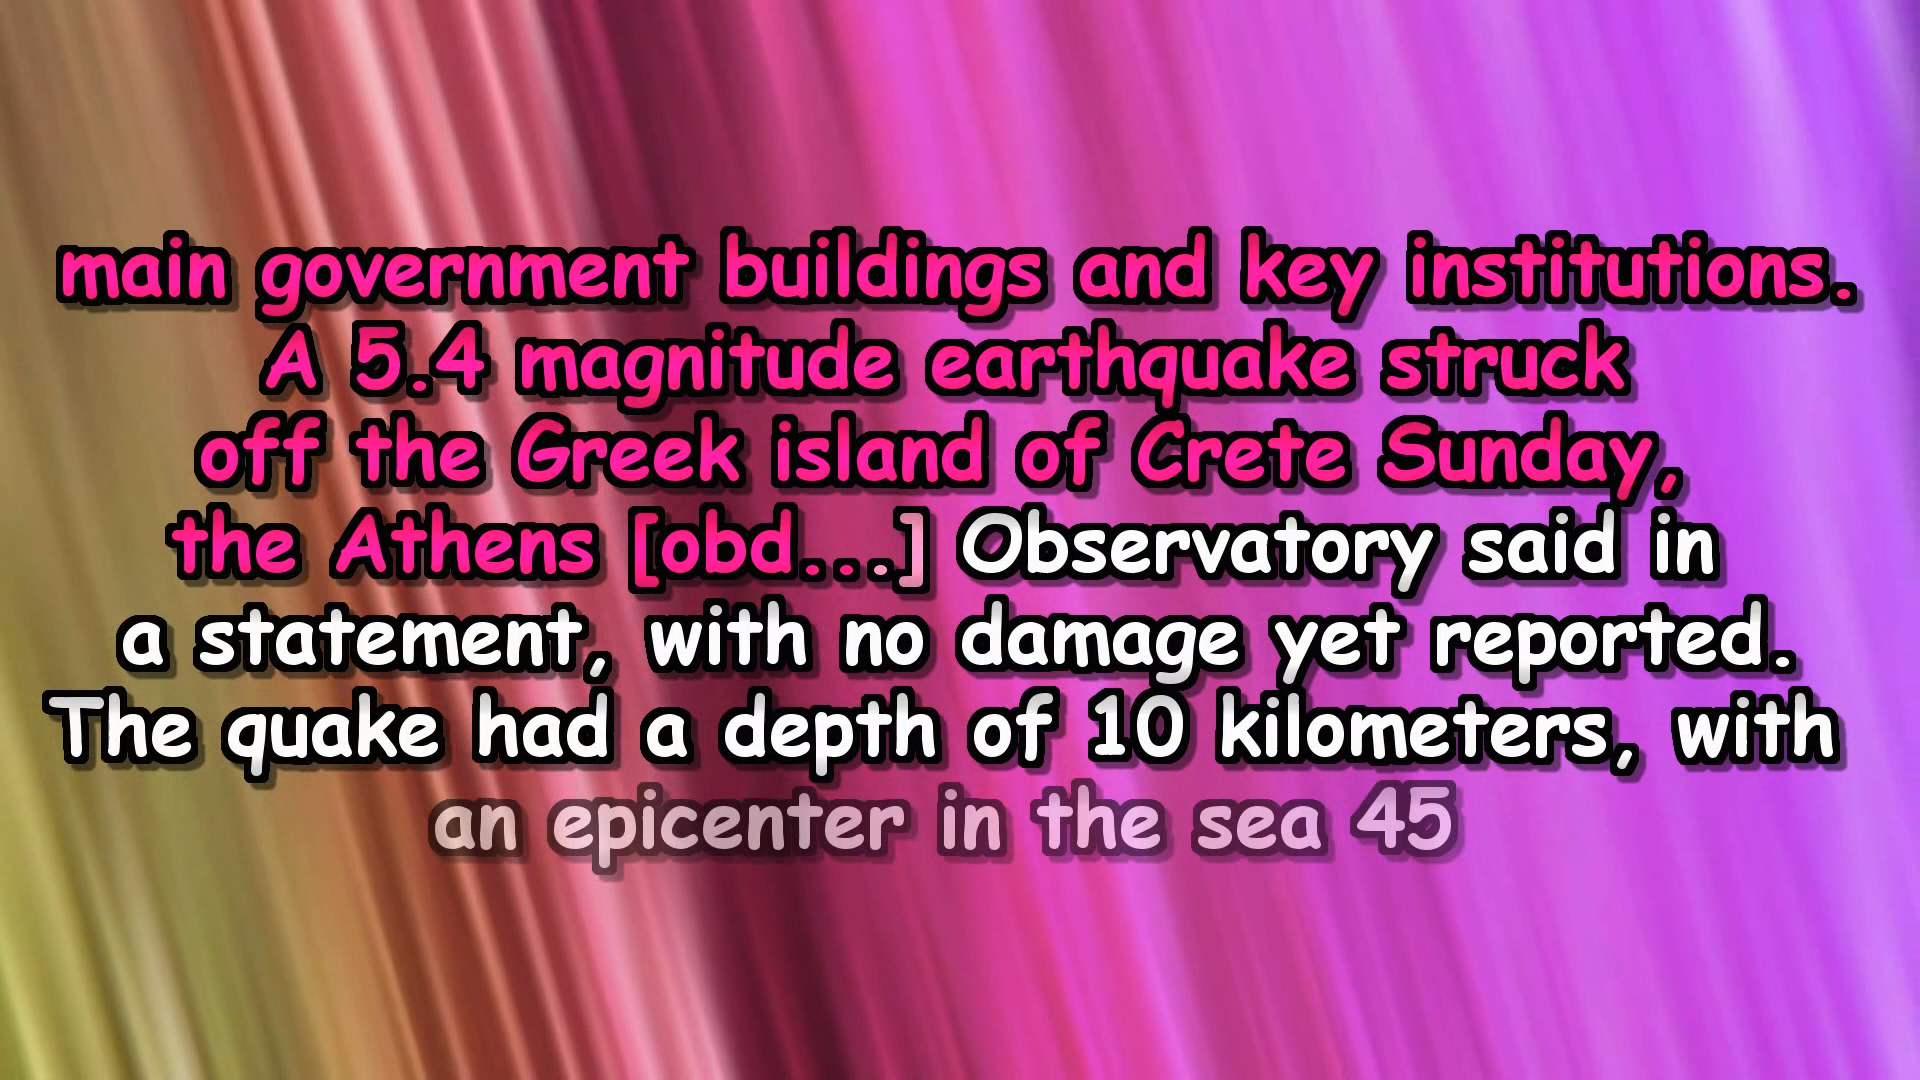 main government buildings and key institutions.
A 5.4 magnitude earthquake struck
off the Greek island of Crete Sunday,
the Athens [obd...] Observatory said in
a statement, with no damage yet reported.
The quake had a depth of 10 kilometers, with
an epicenter in the sea 45